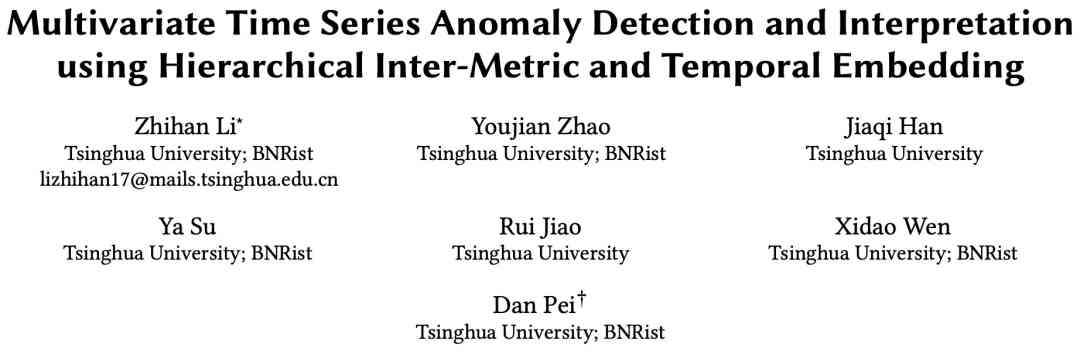 Multivariate Time Series Anomaly Detection and Interpretation
using Hierarchical Inter-Metric and Temporal Embedding
Zhihan Li*
Tsinghua University; BNRist
lizhihan17@mails.tsinghua.edu.cn
Youjian Zhao
Tsinghua University; BNRist
Jiaqi Han
Tsinghua University
Ya Su
Tsinghua University; BNRist
Rui Jiao
Tsinghua University
Xidao Wen
Tsinghua University; BNRist
Dan Pei†
Tsinghua University; BNRist